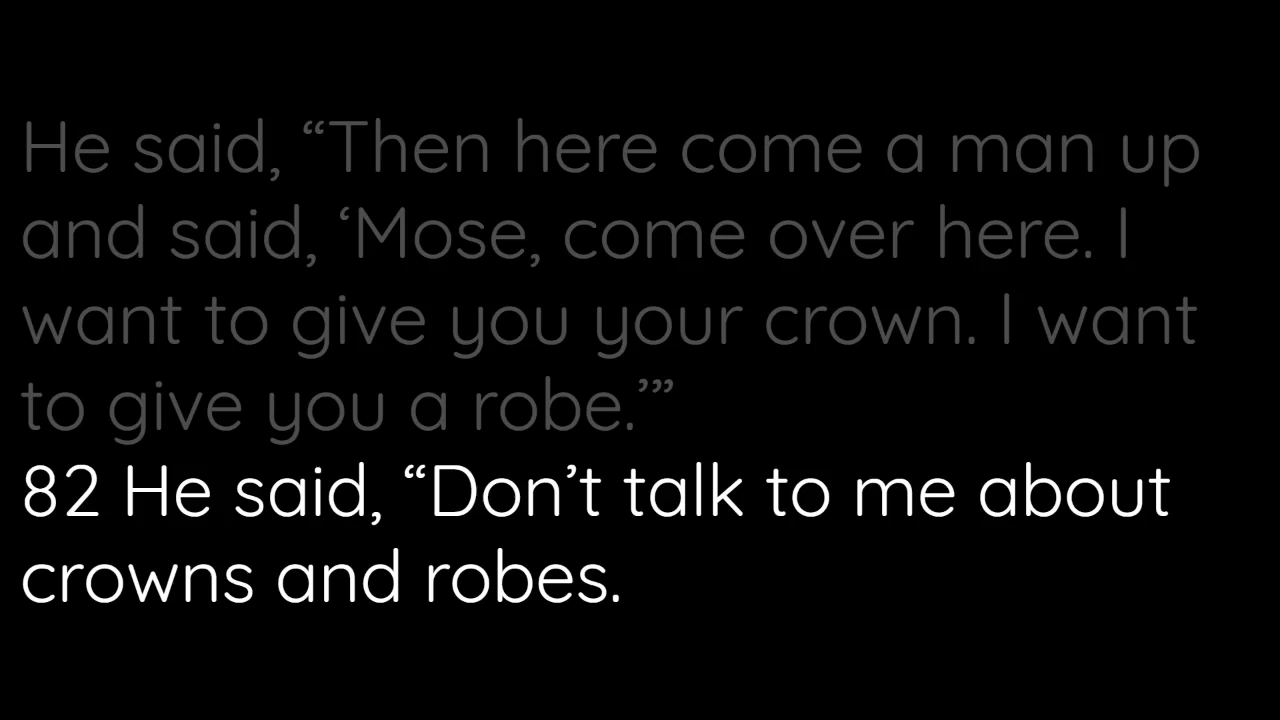 He said, “Then here come a man up
and said, ‘Mose, come over here. I
want to give you your crown. I want
to give you a robe.’”
82 He said, “Don’t talk to me about
crowns and robes.